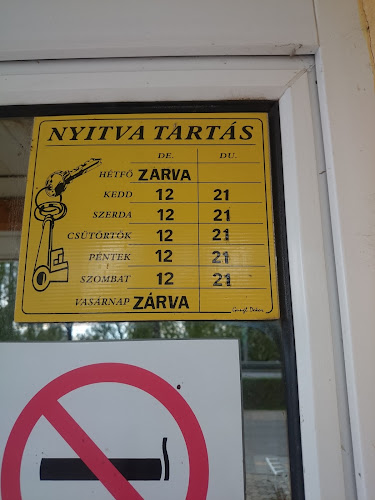 NYITVA TARTÁS
DE. DU.
HÉTFŐ ZÁRVA
KEDD 12 21
SZERDA 12 21
CSÜTÖRTÖK 12 21
PÉNTEK 12 21
SZOMBAT 12 21
VASÁRNAP ZÁRVA